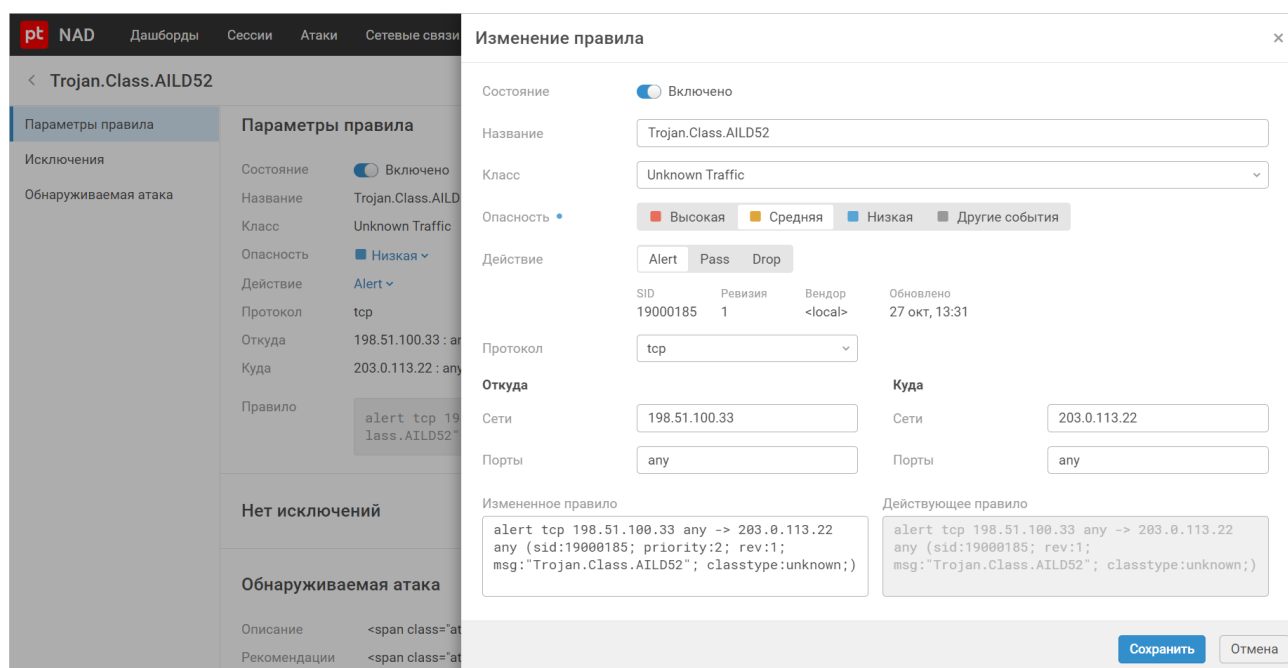 pt NAD Дашборды Сессии Атаки Сетевые связи
Trojan.Class.AILD52
Параметры правила
Исключения
Обнаруживаемая атака
Параметры правила
Состояние Включено
Название Trojan.Class.AILD
Класс Unknown Traffic
Опасность Низкая
Действие Alert
Протокол tcp
Откуда 198.51.100.33 : an
Куда 203.0.113.22 : any
Правило alert tcp 19
lass.AILD52"
Нет исключений
Обнаруживаемая атака
Описание <span class="at
Рекомендации <span class="at
Изменение правила ×
Состояние Включено
Название Trojan.Class.AILD52
Класс Unknown Traffic
Опасность Высокая Средняя Низкая Другие события
Действие Alert Pass Drop
SID Ревизия Вендор Обновлено
19000185 1 <local> 27 окт, 13:31
Протокол tcp
Откуда Куда
Сети 198.51.100.33 Сети 203.0.113.22
Порты any Порты any
Измененное правило
alert tcp 198.51.100.33 any -> 203.0.113.22
any (sid:19000185; priority:2; rev:1;
msg:"Trojan.Class.AILD52"; classtype:unknown;)
Действующее правило
alert tcp 198.51.100.33 any -> 203.0.113.22
any (sid:19000185; rev:1;
msg:"Trojan.Class.AILD52"; classtype:unknown;)
Сохранить Отмена